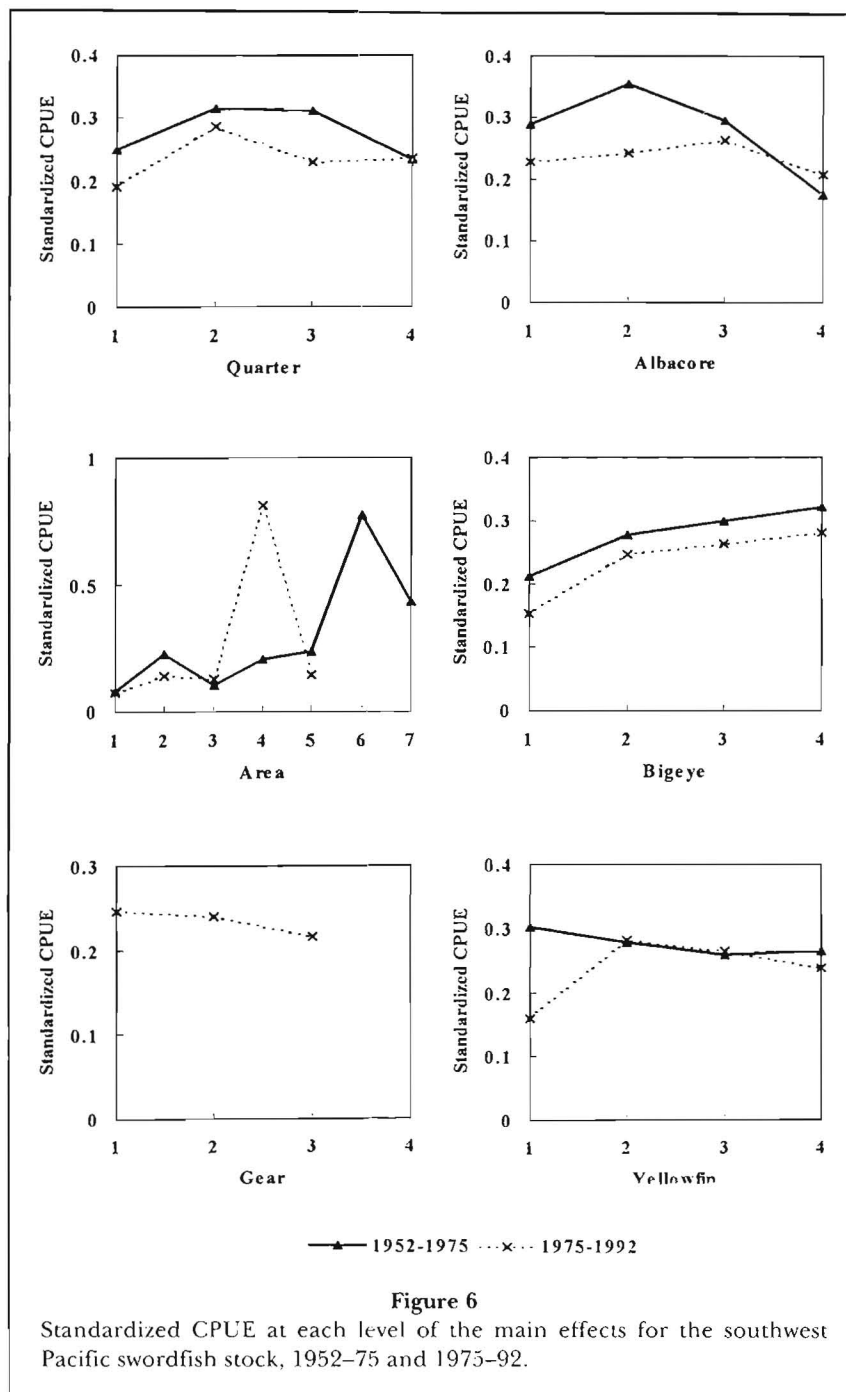 0.4
0.3
0.2
0.1
0
Standardized CPUE
1 2 3 4
Quarter
0.4
0.3
0.2
0.1
0
Standardized CPUE
1 2 3 4
Albacore
1
0.5
0
Standardized CPUE
1 2 3 4 5 6 7
Area
0.4
0.3
0.2
0.1
0
Standardized CPUE
1 2 3 4
Bigeye
0.3
0.2
0.1
0
Standardized CPUE
1 2 3 4
Gear
0.4
0.3
0.2
0.1
0
Standardized CPUE
1 2 3 4
Yellowfin
1952-1975 1975-1992
Figure 6
Standardized CPUE at each level of the main effects for the southwest
Pacific swordfish stock, 1952–75 and 1975–92.